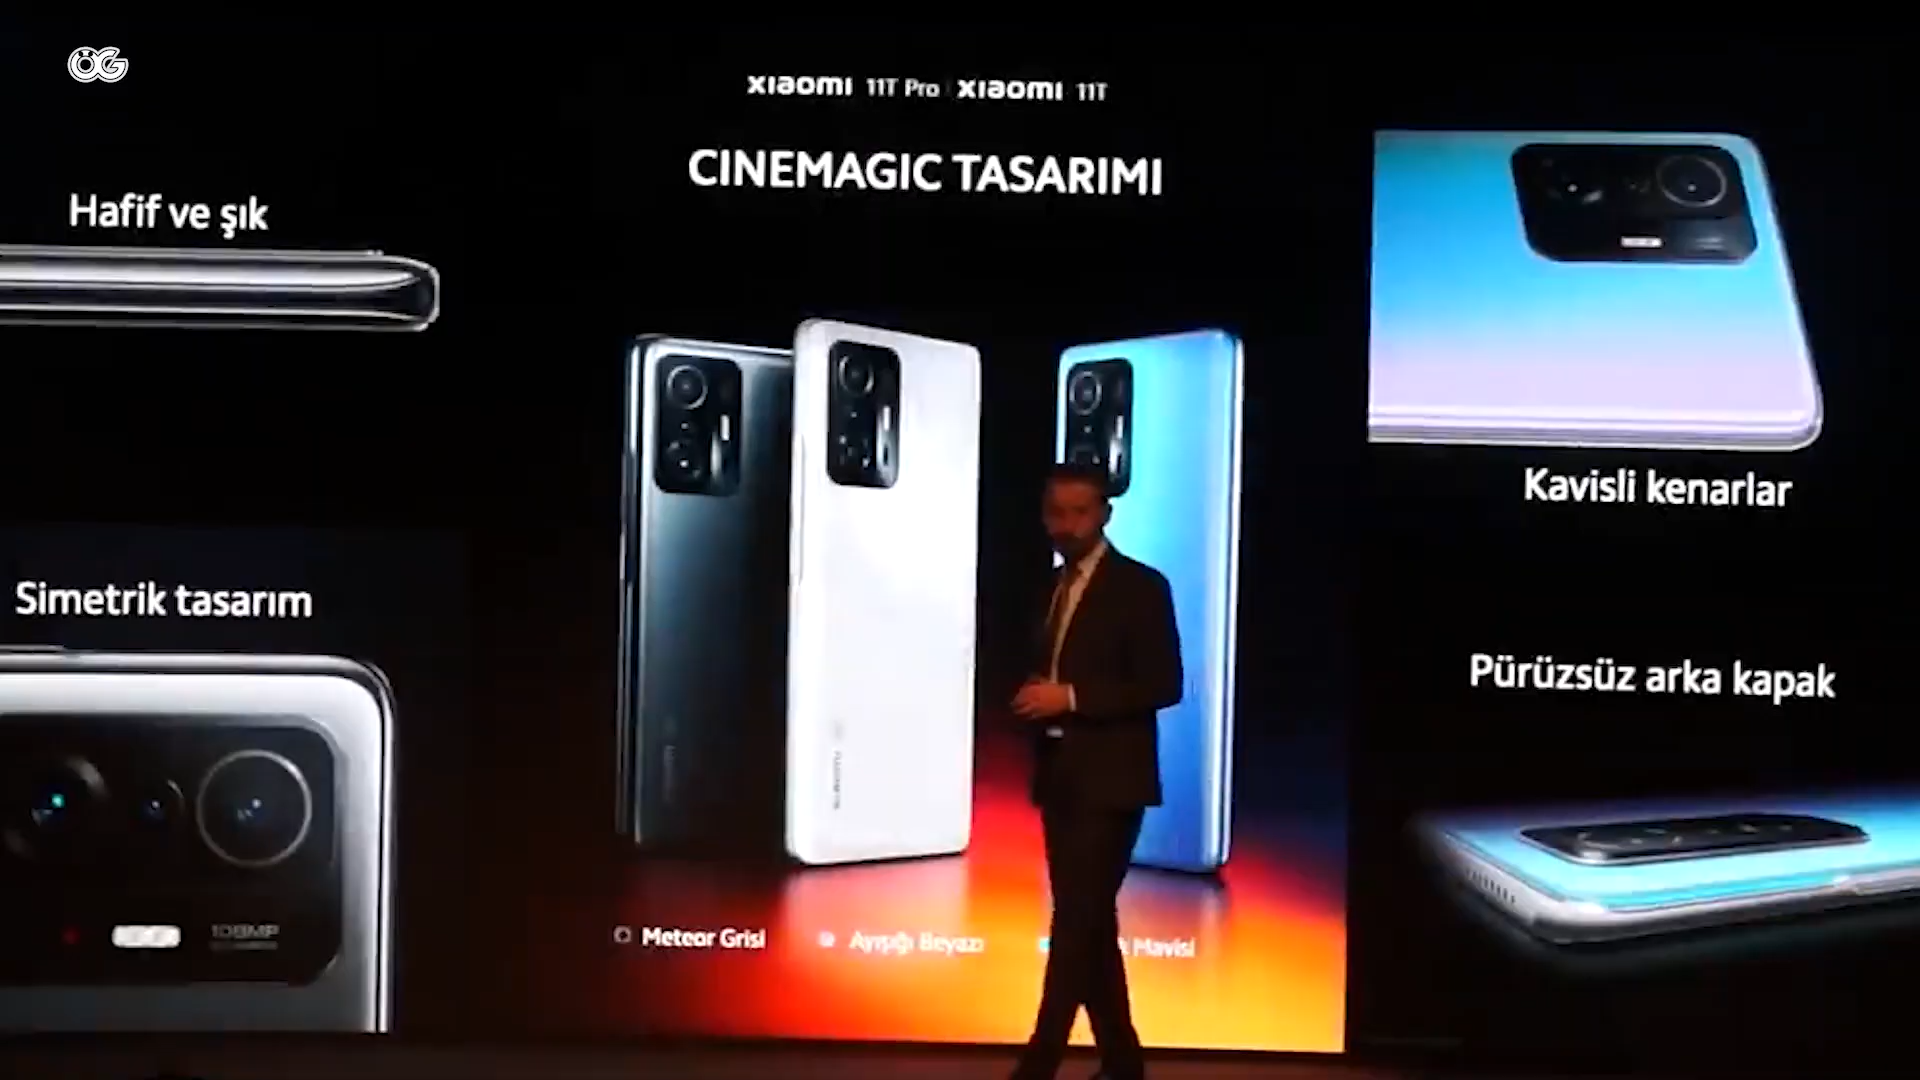 ÖG
xiaomi 11T Pro | xiaomi 11T
CINEMAGIC TASARIMI
Hafif ve şık
Kavisli kenarlar
Simetrik tasarım
Pürüzsüz arka kapak
108MP
Meteor Grisi
Ayışığı Beyazı
Mavisi